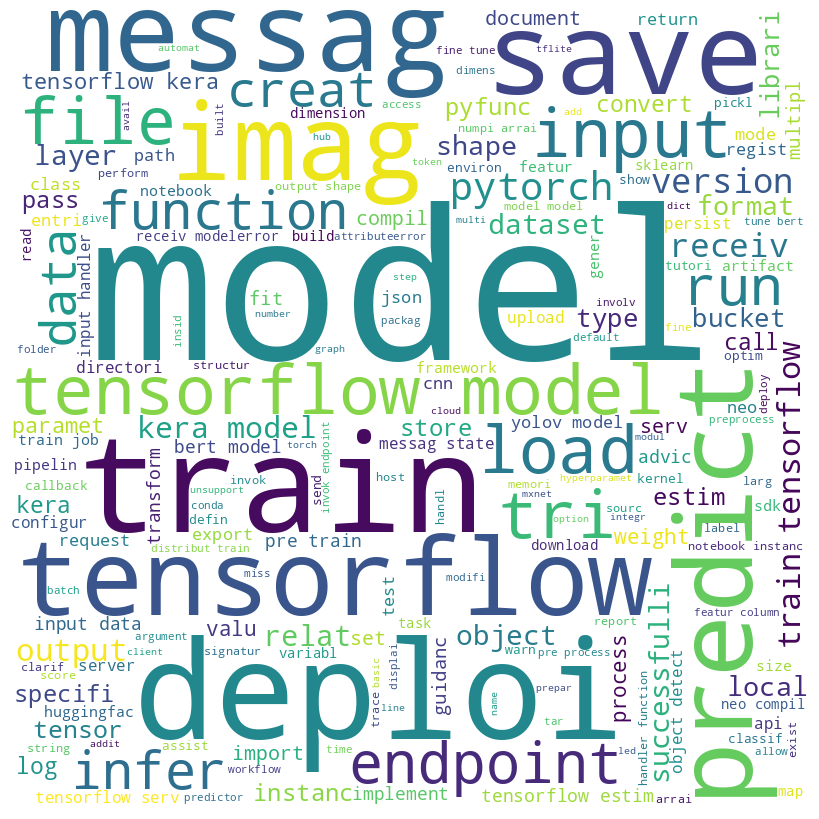 messag
save
automat
fine tune
tflite
document
return
librari
multipl
dimens
tensorflow kera
creat
access
pyfunc
convert
pickl
file
avail
built
dimension
imag
hub
token
numpi arrai
add
mode
regist
layer
path
perform
shape
input
environ
featur
sklearn
show
version
class
notebook
output shape
pytorch
dict
pass
entri
give
function
compil
multi
model model
dataset
format
persist
tune bert
read
data
input handler
receiv modelerror
build
attributeerror
gener
receiv
tutori
artifact
model
step
fit
json
involv
run
number
packag
upload
type
bucket
insid
fine
folder
directori
structur
graph
default
call
optim
tensorflow model
framework
cnn
neo
deploy
train tensorflow
predict
paramet
kera model
store
cloud
yolov model
serv
preprocess
train job
bert model
torch
messag state
load
modul
advic
pipelin
transform
train
invok
invok endpoint
host
hyperparamet
kernel
larg
callback
unsupport
send
memori
mxnet
estim
sdk
kera
conda
handl
tri
sourc
configur
defin
option
integr
label
export
weight
request
pre train
download
notebook instanc
distribut train
tensorflow
miss
batch
test
modifi
successfulli
object detect
featur column
input data
valu
relat
set
task
report
argument
output
client
signatur
variabl
warn
pre process
object
process
size
clarif
server
score
displai
guidanc
basic
trace
deploi
line
name
prepar
handler function
local
specifi
huggingfac
neo compil
tensor
step
tar
api
classif
allow
exist
string
addit
assist
import
time
led
log
infer
workflow
endpoint
tensorflow serv
predictor
instanc
implement
tensorflow estim
arrai
map